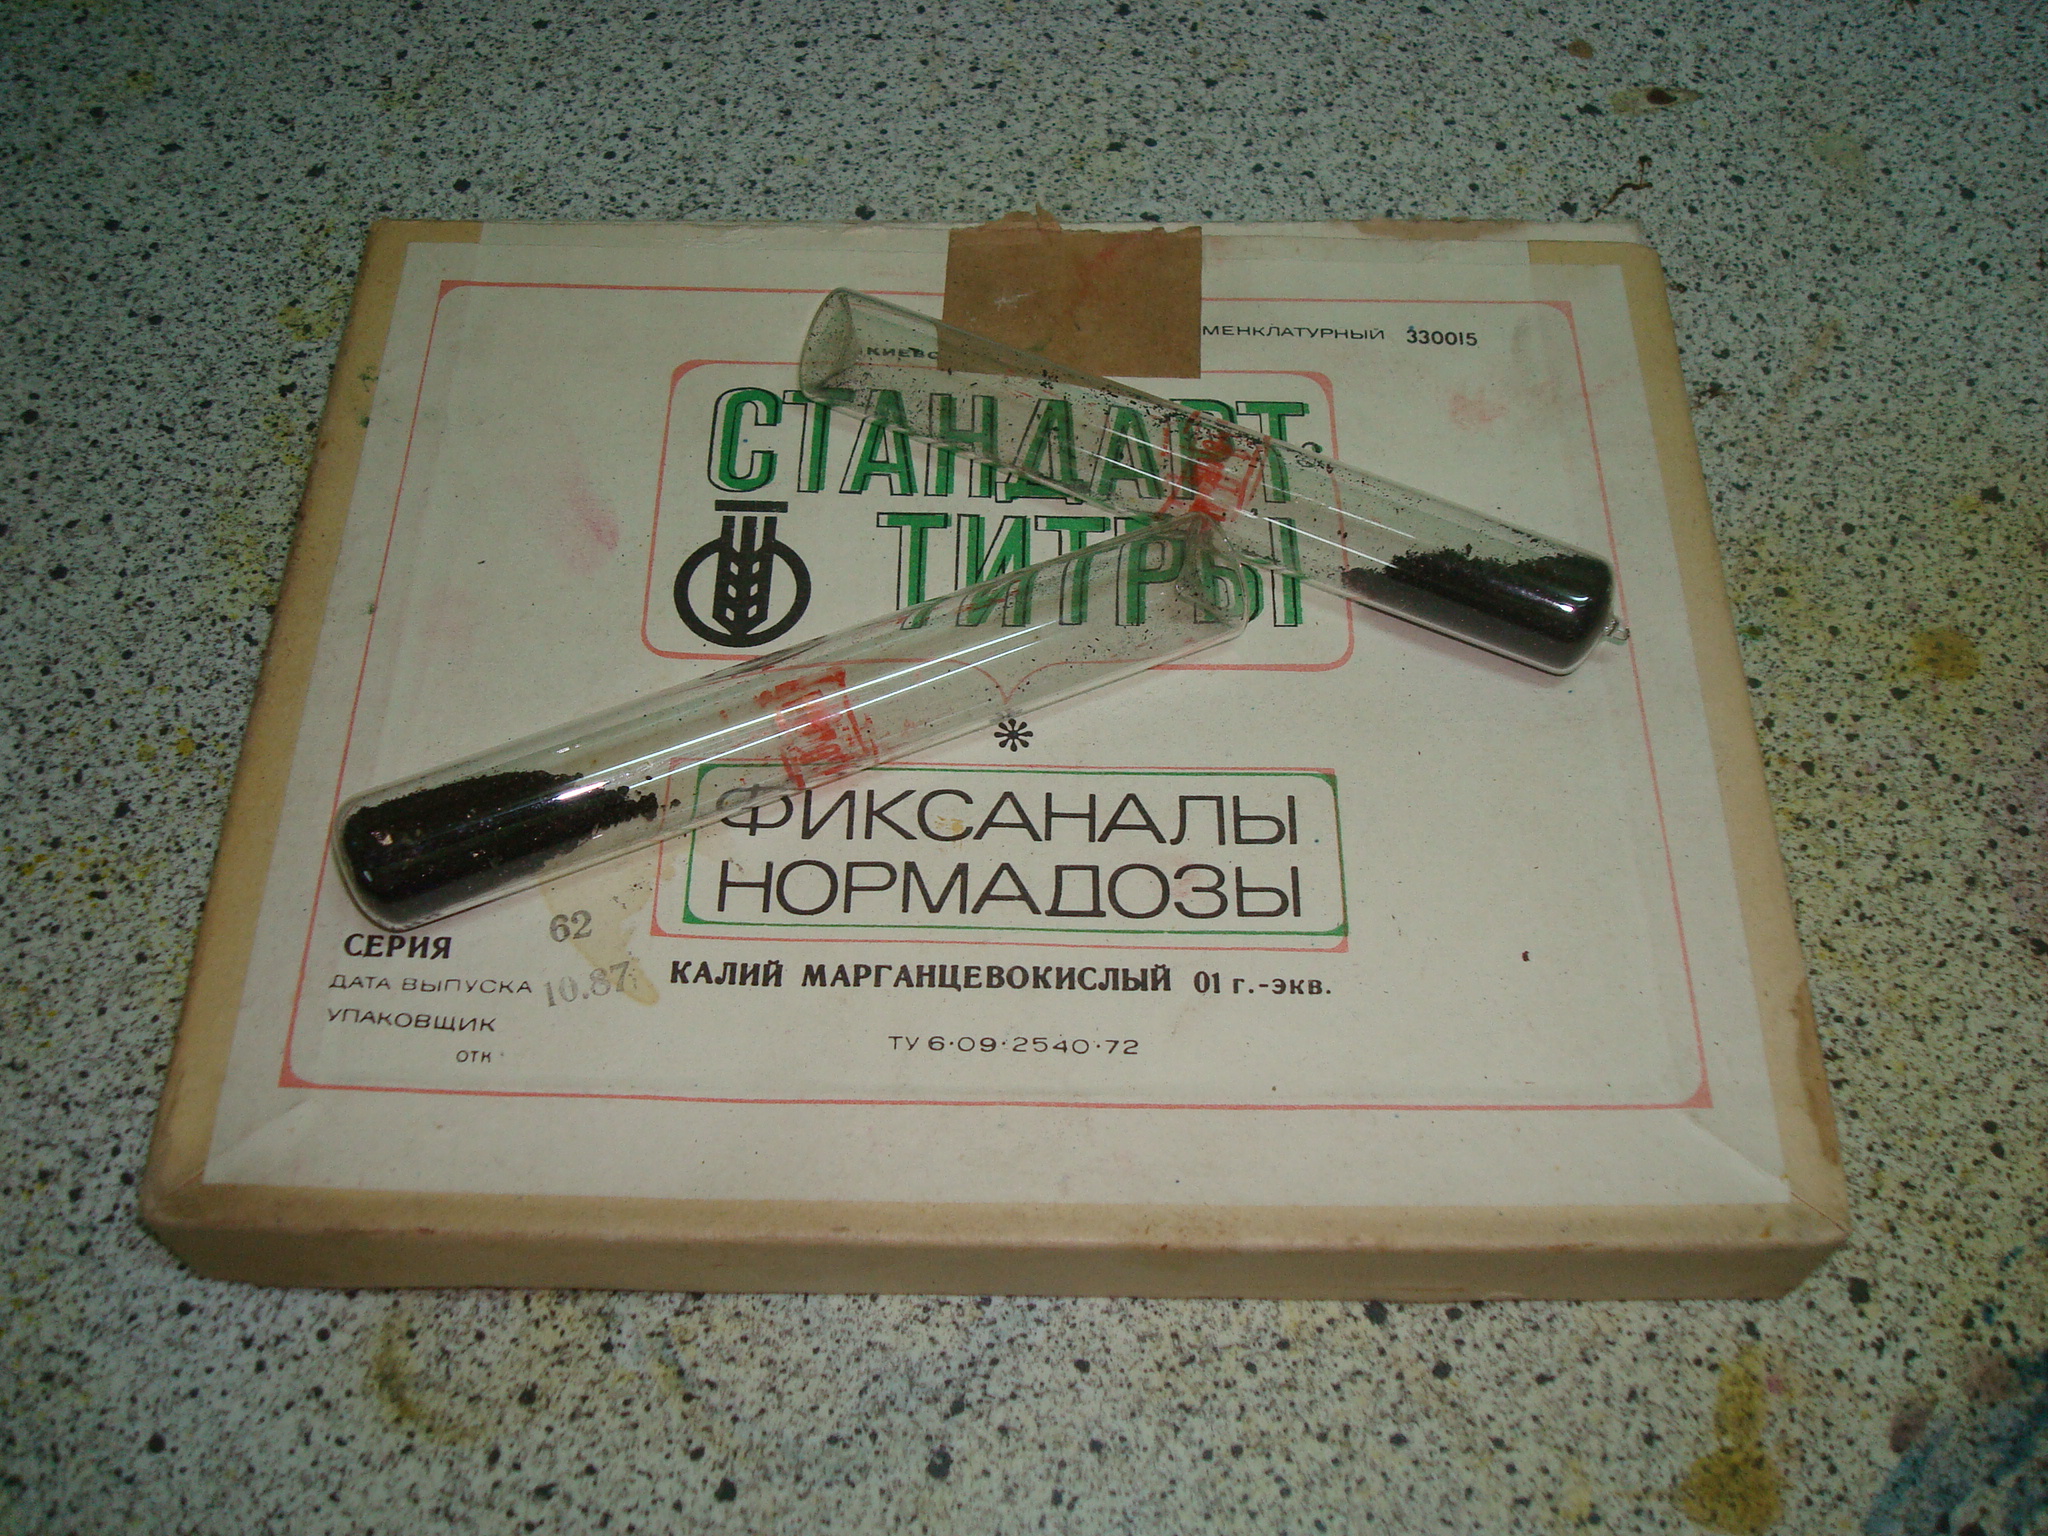 МЕНКЛАТУРНЫЙ 330015
КИЕВС
СТАНДАРТ-
ТИТРЫ
ФИКСАНАЛЫ
НОРМАДОЗЫ
СЕРИЯ 62
ДАТА ВЫПУСКА 10.87
КАЛИЙ МАРГАНЦЕВОКИСЛЫЙ 01 г.-экв.
УПАКОВЩИК
ОТК
ТУ 6·09·2540·72